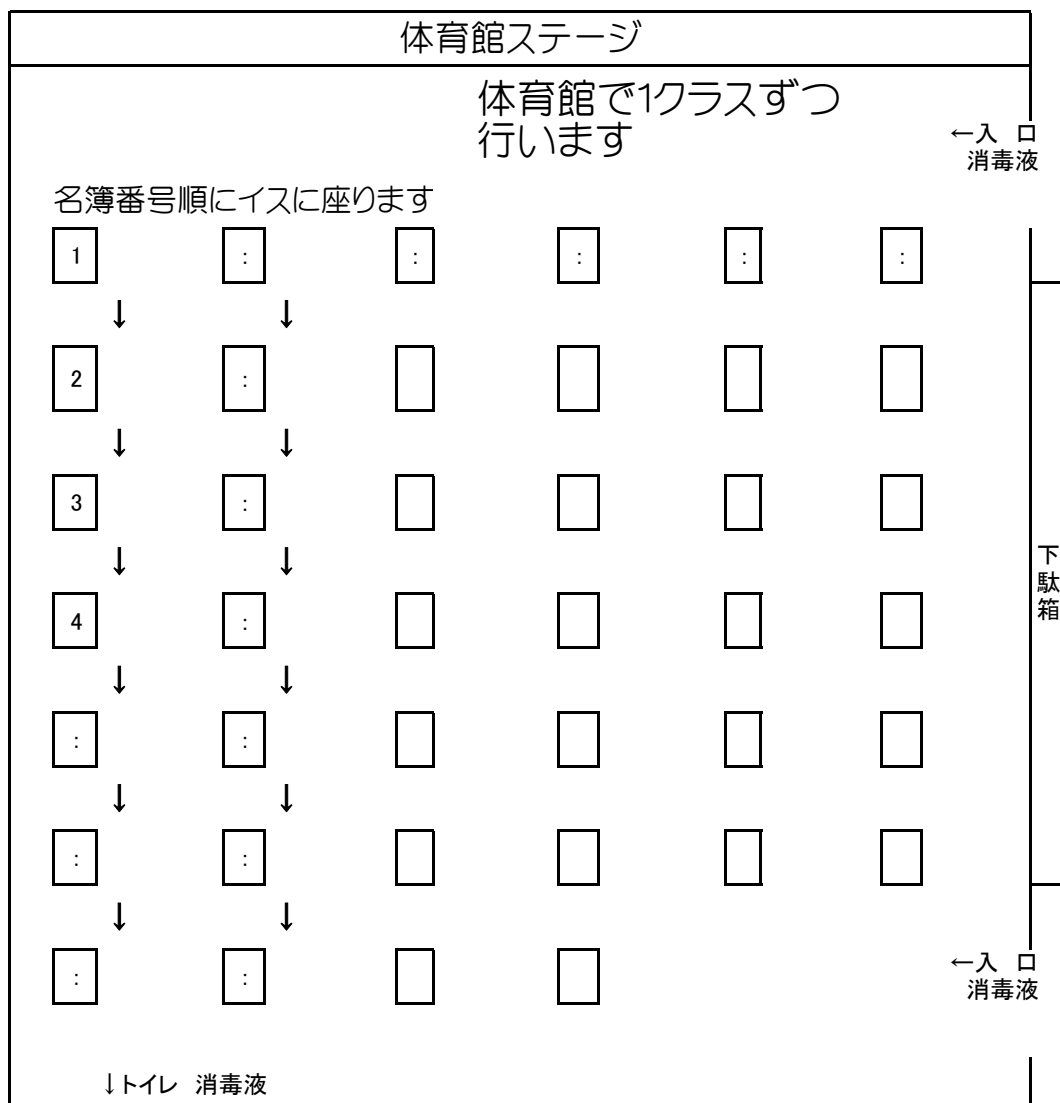 体育館ステージ
体育館で1クラスずつ
行います
←入 口
消毒液
名簿番号順にイスに座ります
1 : : : : :
↓ ↓
2 :
↓ ↓
3 :
↓ ↓
下駄箱
4 :
↓ ↓
: :
↓ ↓
: :
↓ ↓
: :
←入 口
消毒液
↓トイレ 消毒液